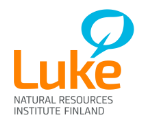 Luke
NATURAL RESOURCES
INSTITUTE FINLAND